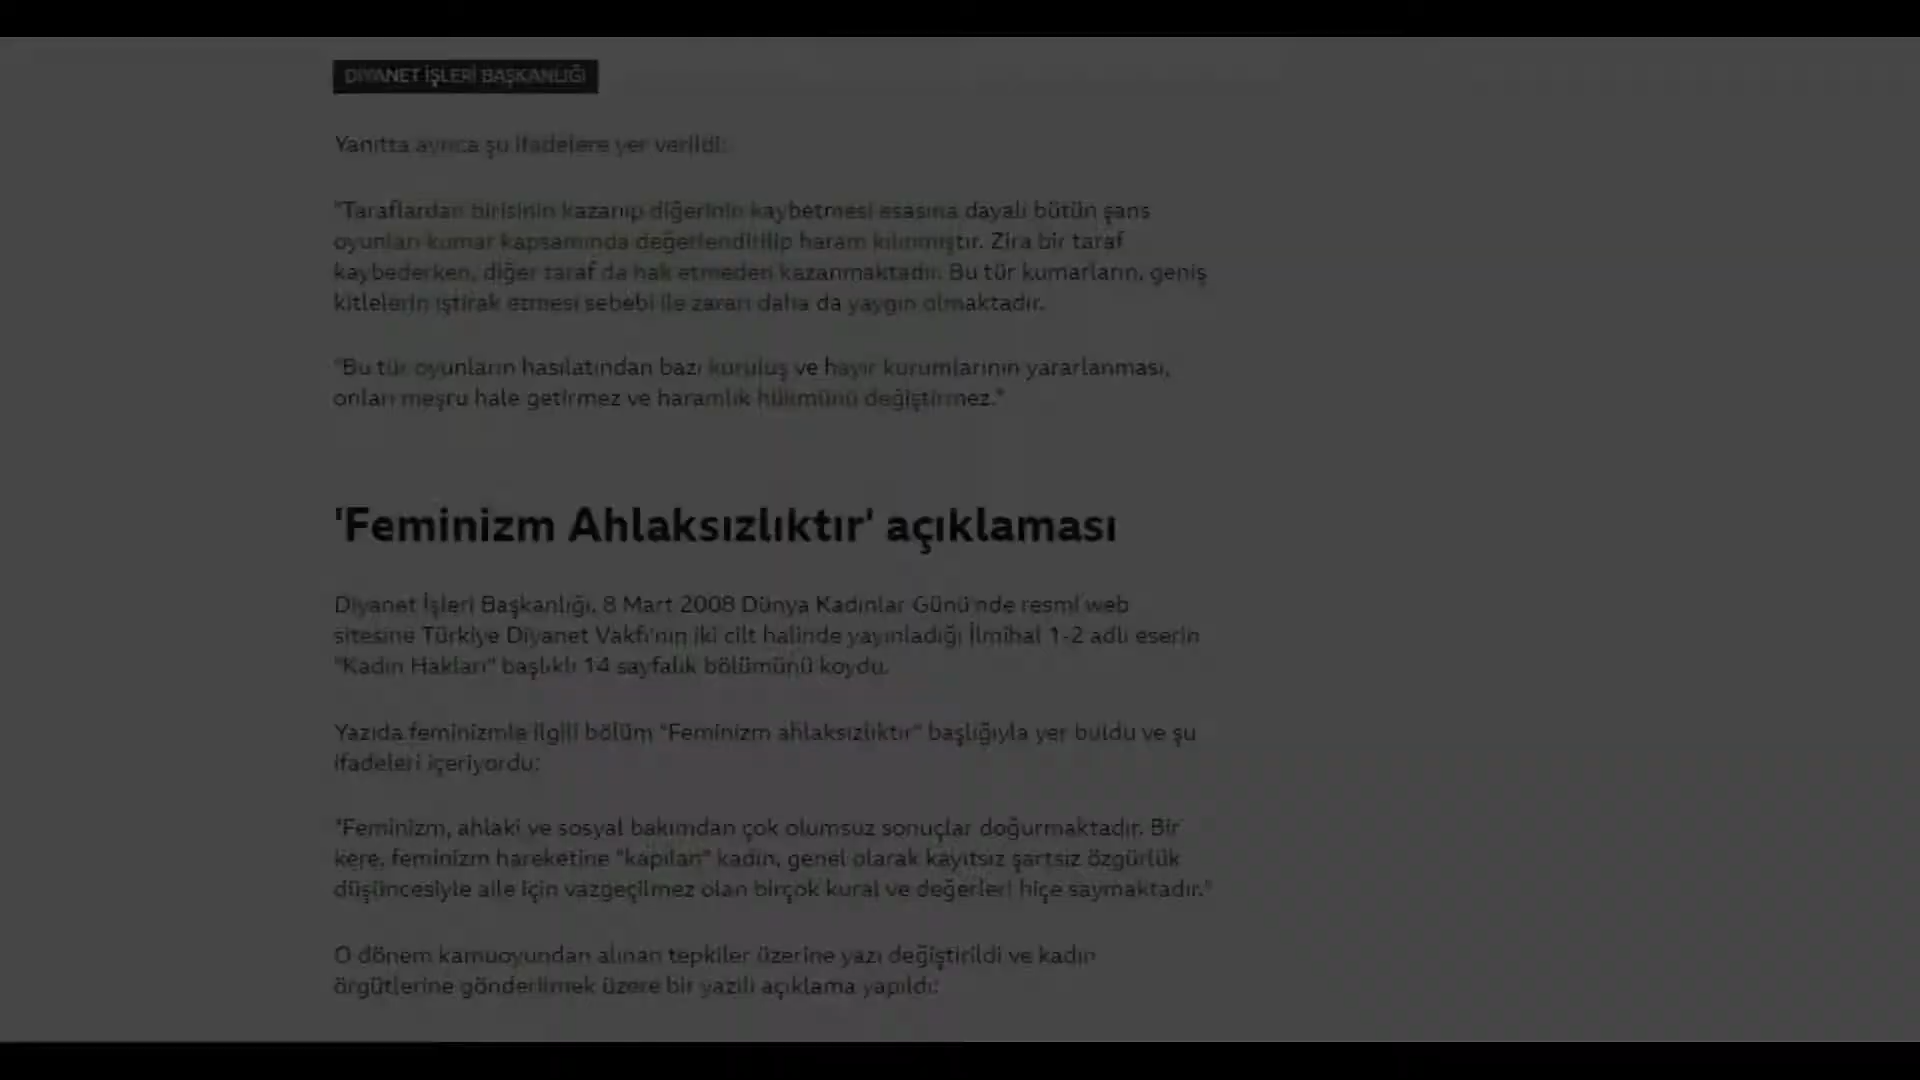 DİYANET İŞLERİ BAŞKANLIĞI
Yanıtta ayrıca şu ifadelere yer verildi:
"Taraflardan birisinin kazanıp diğerinin kaybetmesi esasına dayalı bütün şans
oyunları kumar kapsamında değerlendirilip haram kılınmıştır. Zira bir taraf
kaybederken, diğer taraf da hak etmeden kazanmaktadır. Bu tür kumarların, geniş
kitlelerin iştirak etmesi sebebi ile zararı daha da yaygın olmaktadır.
"Bu tür oyunların hasılatından bazı kuruluş ve hayır kurumlarının yararlanması,
onları meşru hale getirmez ve haramlık hükmünü değiştirmez."
'Feminizm Ahlaksızlıktır' açıklaması
Diyanet İşleri Başkanlığı, 8 Mart 2008 Dünya Kadınlar Günü'nde resmi web
sitesine Türkiye Diyanet Vakfı'nın iki cilt halinde yayınladığı İlmihal 1-2 adlı eserin
"Kadın Hakları" başlıklı 14 sayfalık bölümünü koydu.
Yazıda feminizmle ilgili bölüm "Feminizm ahlaksızlıktır" başlığıyla yer buldu ve şu
ifadeleri içeriyordu:
"Feminizm, ahlaki ve sosyal bakımdan çok olumsuz sonuçlar doğurmaktadır. Bir
kere, feminizm hareketine "kapılan" kadın, genel olarak kayıtsız şartsız özgürlük
düşüncesiyle aile için vazgeçilmez olan birçok kural ve değerleri hiçe saymaktadır."
O dönem kamuoyundan alınan tepkiler üzerine yazı değiştirildi ve kadın
örgütlerine gönderilmek üzere bir yazılı açıklama yapıldı: